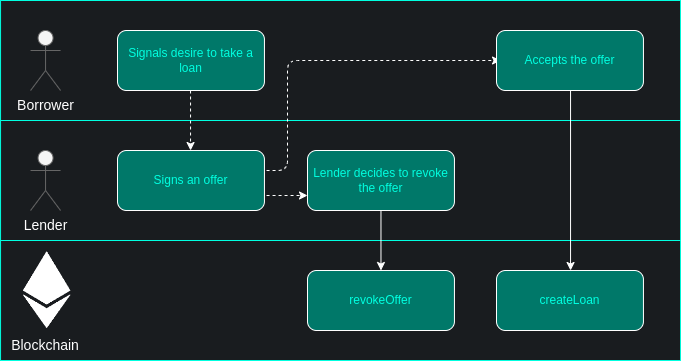 Signals desire to take a
loan
Accepts the offer
Borrower
Signs an offer
Lender decides to revoke
the offer
Lender
revokeOffer
createLoan
Blockchain